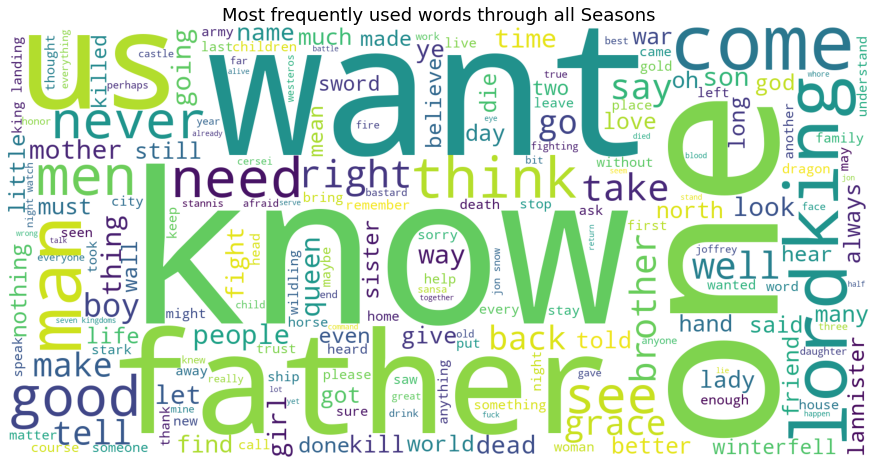 Most frequently used words through all Seasons
us
want
come
one
know
father
lord
king
army
name
much
made
ye
time
war
best
came
gold
work
live
oh
son
god
whore
understand
castle
last
children
going
thought
everything
perhaps
killed
king landing
honor
far
alive
westeros
sword
believe
two
die
leave
true
place
say
left
another
may
never
year
already
fire
mean
day
go
fighting
love
died
long
family
mother
still
cersei
bit
without
blood
dragon
jon
little
night watch
men
need
right
think
take
stand
face
always
must
city
stannis
afraid
serve
bring
remember
death
stop
ask
north
first
look
wrong
talk
seen
keep
man
thing
wall
took
everyone
fight
head
queen
sister
sorry
way
jon snow
return
joffrey
well
hear
half
nothing
boy
might
child
wildling
maybe
end
help
sansa
together
every
stay
brother
wanted
word
seven kingdoms
command
horse
home
hand
said
many
speak
stark
life
people
even
heard
give
old
put
back
told
anyone
three
make
knew
trust
away
really
ship
please
saw
anything
night
gave
see
friend
daughter
lie
lady
house
lannister
good
let
girl
got
sure
lot
yet
great
drink
something
grace
enough
happen
thank
mine
new
tell
matter
course
someone
find
call
done
kill
world
fuck
dead
woman
better
winterfell